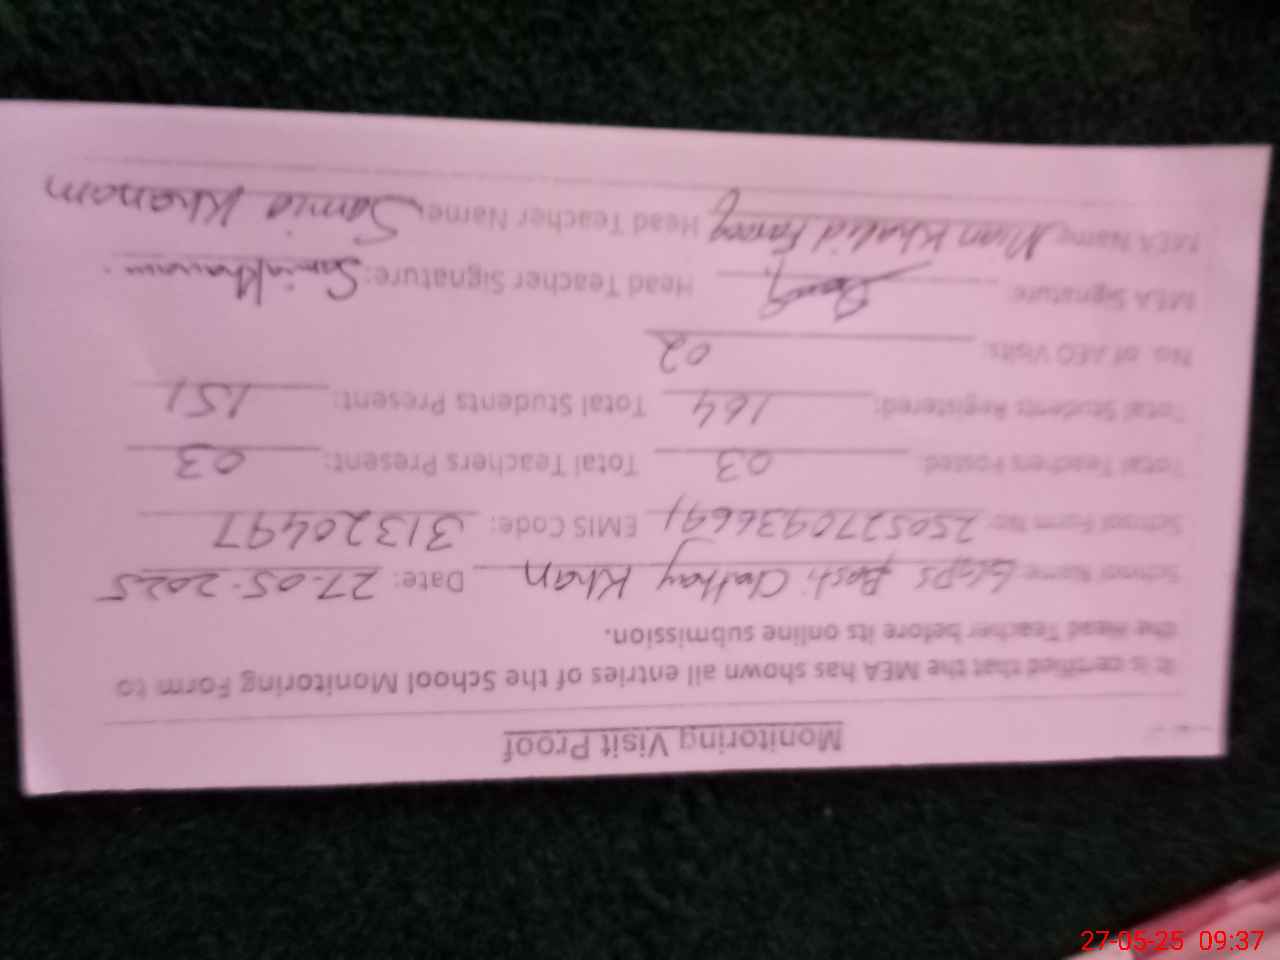 Monitoring Visit Proof
It is certified that the MEA has shown all entries of the School Monitoring Form to
the Head Teacher before its online submission.
School Name: GGPS Basti Chattay Khan Date: 27-05-2025
School Form No: 250527093669 EMIS Code: 31320497
Total Teachers Posted: 03 Total Teachers Present: 03
Total Students Registered: 164 Total Students Present: 151
No. of AEO Visits: 02
MEA Signature: Head Teacher Signature: Samia Khanam
MEA Name: Mian Khalid Farooq Head Teacher Name: Samia Khanam
27-05-25 09:37